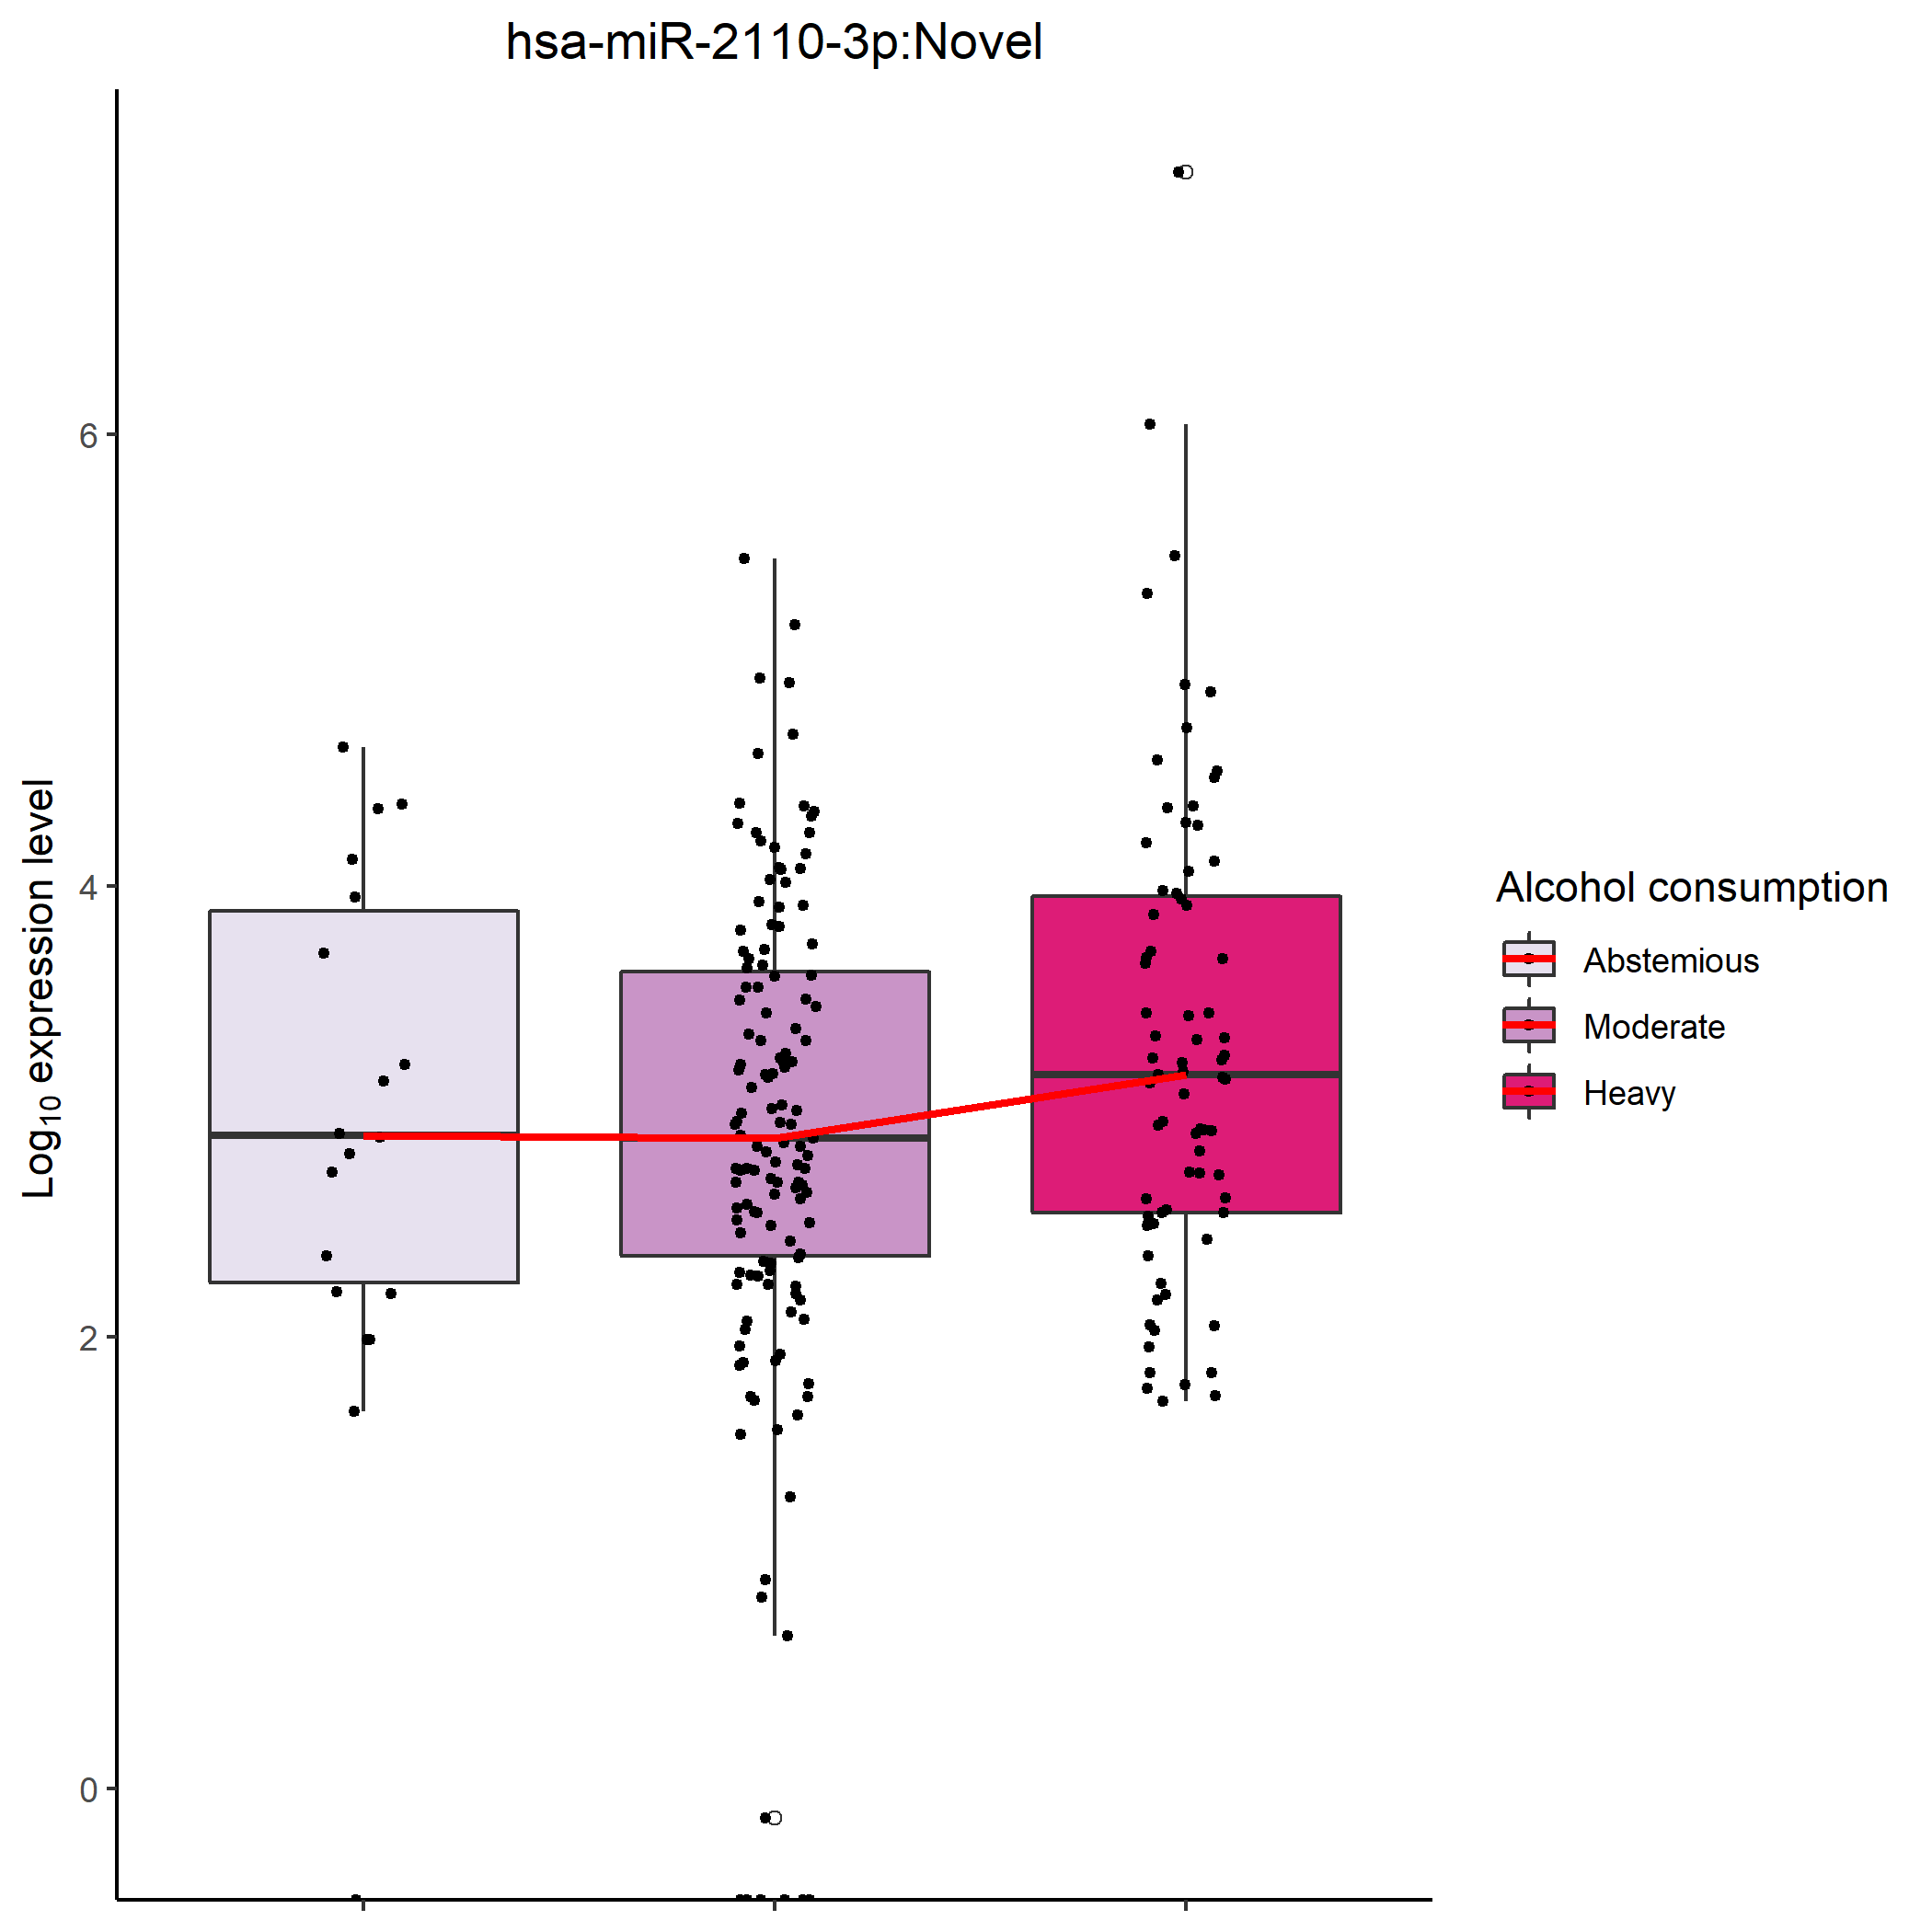 hsa-miR-2110-3p:Novel
Log10 expression level
6
4
2
0
Alcohol consumption
Abstemious
Moderate
Heavy